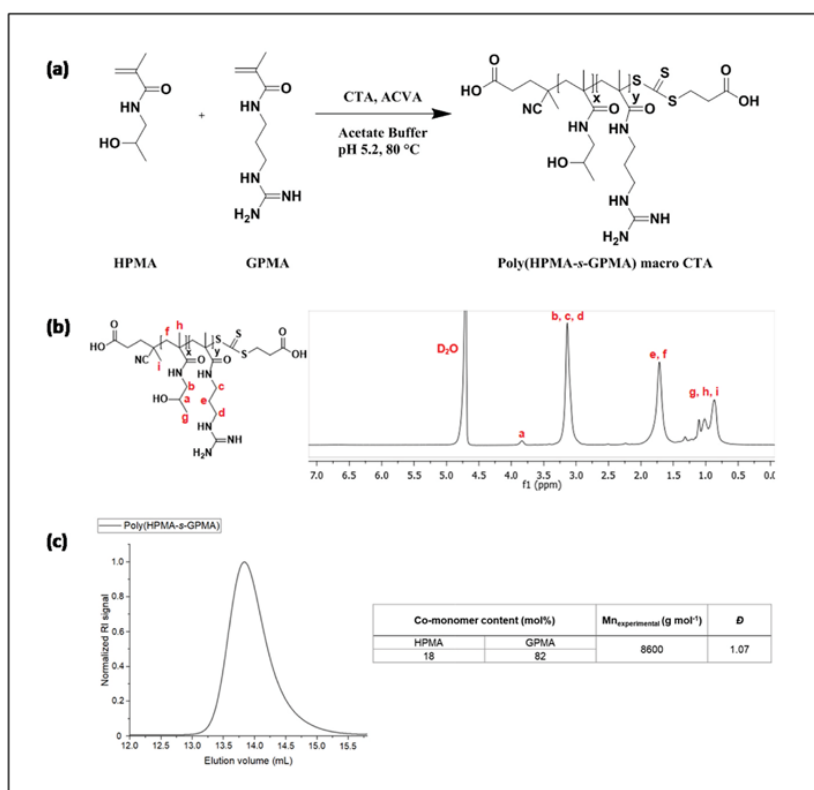 (a)
O
HN
HO
HPMA
+
O
HN
HN
NH
H₂N
GPMA
CTA, ACVA
Acetate Buffer
pH 5.2, 80 °C
O
HO
CN
x
y
S
S
S
O
OH
O
O
HN
HN
HO
HN
NH
H₂N
Poly(HPMA-s-GPMA) macro CTA
(b)
O
HO
f
h
NC
i
x
y
S
S
S
O
OH
O
O
HN
HN
b
c
HO
a
e
g
d
HN
NH
H₂N
D₂O
a
b, c, d
e, f
g, h, i
7.0 6.5 6.0 5.5 5.0 4.5 4.0 3.5 3.0 2.5 2.0 1.5 1.0 0.5 0.0
f1 (ppm)
(c)
Poly(HPMA-s-GPMA)
Normalized RI signal
1.0
0.8
0.6
0.4
0.2
0
12.0 12.5 13.0 13.5 14.0 14.5 15.0 15.5
Elution volume (mL)
Co-monomer content (mol%) Mnexperimental (g mol⁻¹) Đ
HPMA GPMA 8600 1.07
18 82